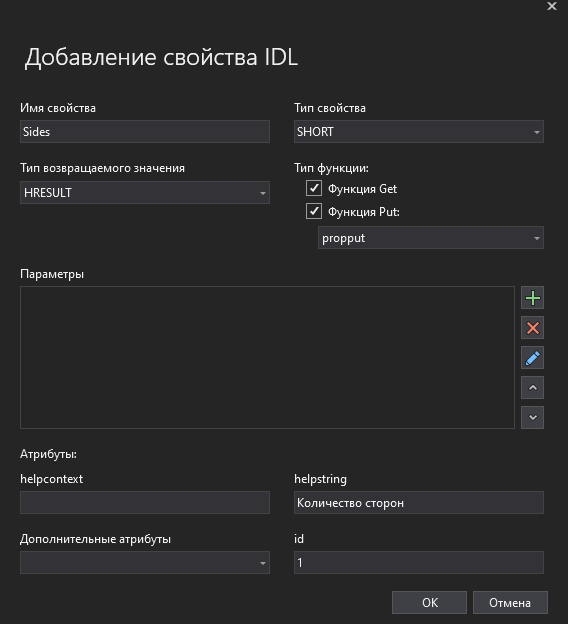 Добавление свойства IDL
Имя свойства
Тип свойства
Sides
SHORT
Тип возвращаемого значения
Тип функции:
HRESULT
Функция Get
Функция Put:
propput
Параметры
Атрибуты:
helpcontext
helpstring
Количество сторон
Дополнительные атрибуты
id
1
ОК
Отмена